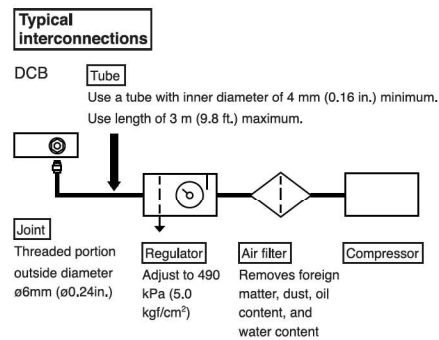 Typical
interconnections
DCB
Tube
Use a tube with inner diameter of 4 mm (0.16 in.) minimum.
Use length of 3 m (9.8 ft.) maximum.
Joint
Threaded portion
outside diameter
ø6mm (ø0.24in.)
Regulator
Adjust to 490
kPa (5.0
kgf/cm²)
Air filter
Removes foreign
matter, dust, oil
content, and
water content
Compressor